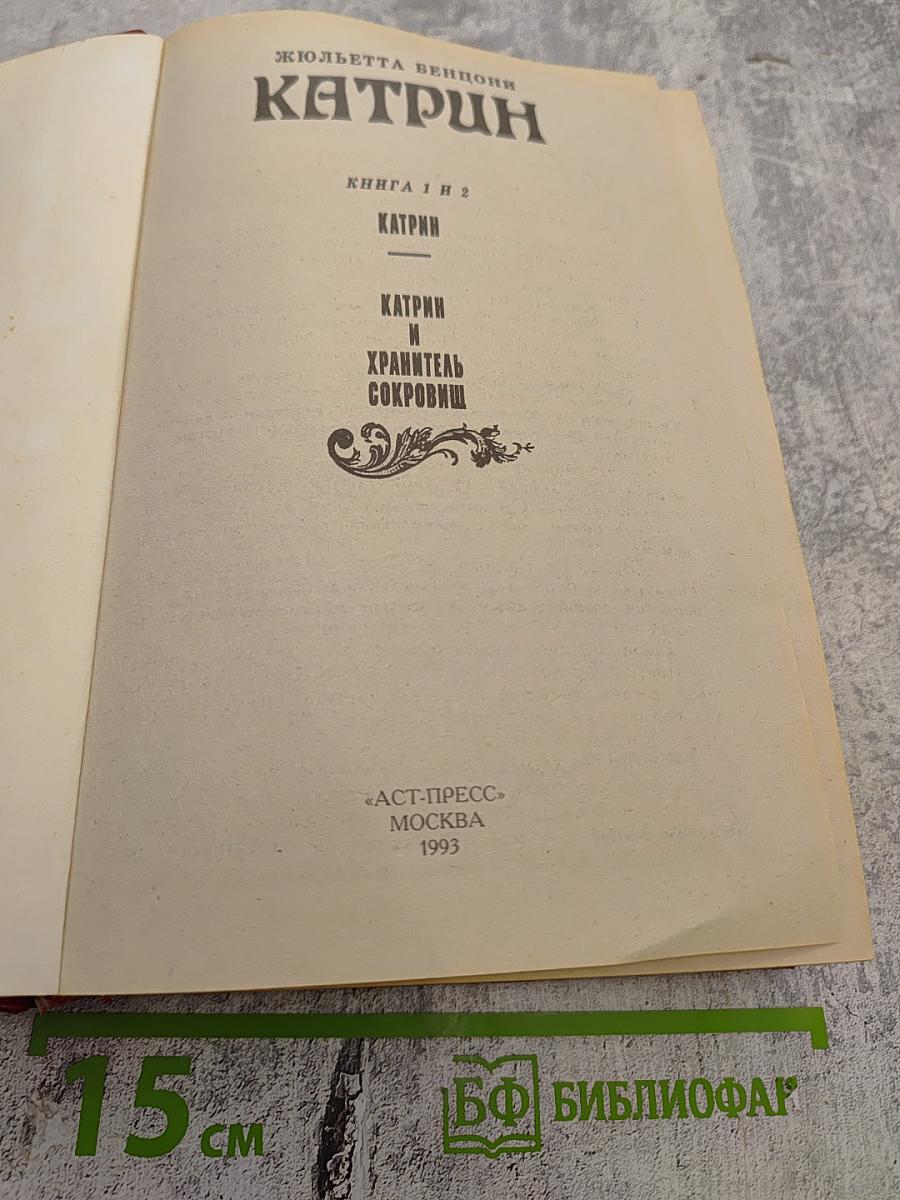 ЖЮЛЬЕТТА БЕНЦОНИ
КАТРИН
КНИГА 1 И 2
КАТРИН
КАТРИН
И
ХРАНИТЕЛЬ
СОКРОВИЩ
«АСТ-ПРЕСС»
МОСКВА
1993
15 см
БФ БИБЛИОФАГ